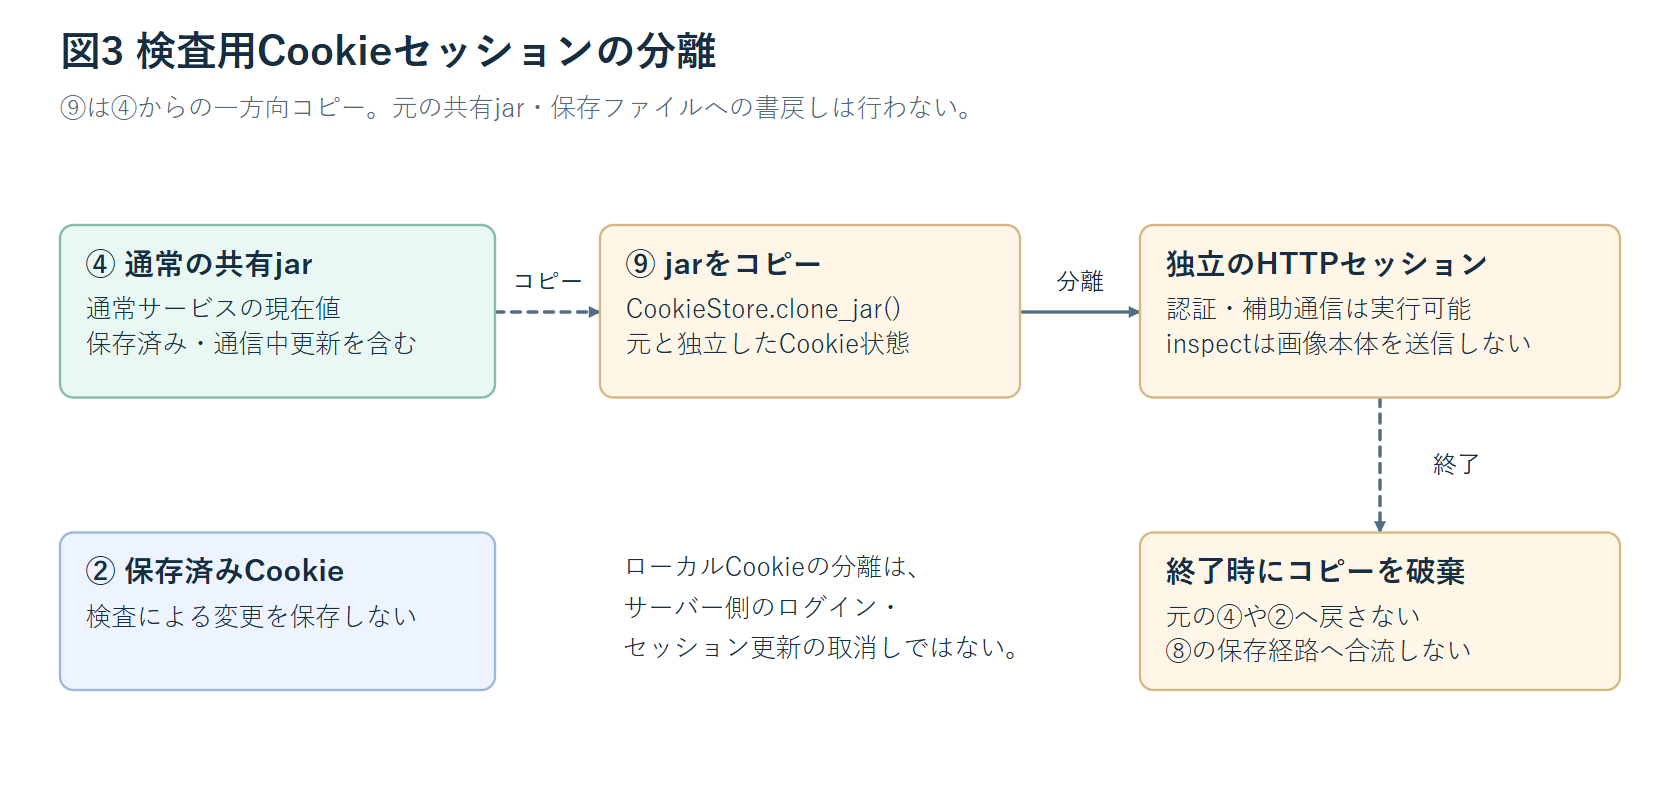 図3 検査用Cookieセッションの分離
⑨は④からの一方向コピー。元の共有jar・保存ファイルへの書戻しは行わない。
④ 通常の共有jar
通常サービスの現在値
保存済み・通信中更新を含む
コピー
⑨ jarをコピー
CookieStore.clone_jar()
元と独立したCookie状態
分離
独立のHTTPセッション
認証・補助通信は実行可能
inspectは画像本体を送信しない
終了
② 保存済みCookie
検査による変更を保存しない
ローカルCookieの分離は、
サーバー側のログイン・
セッション更新の取消しではない。
終了時にコピーを破棄
元の④や②へ戻さない
⑧の保存経路へ合流しない